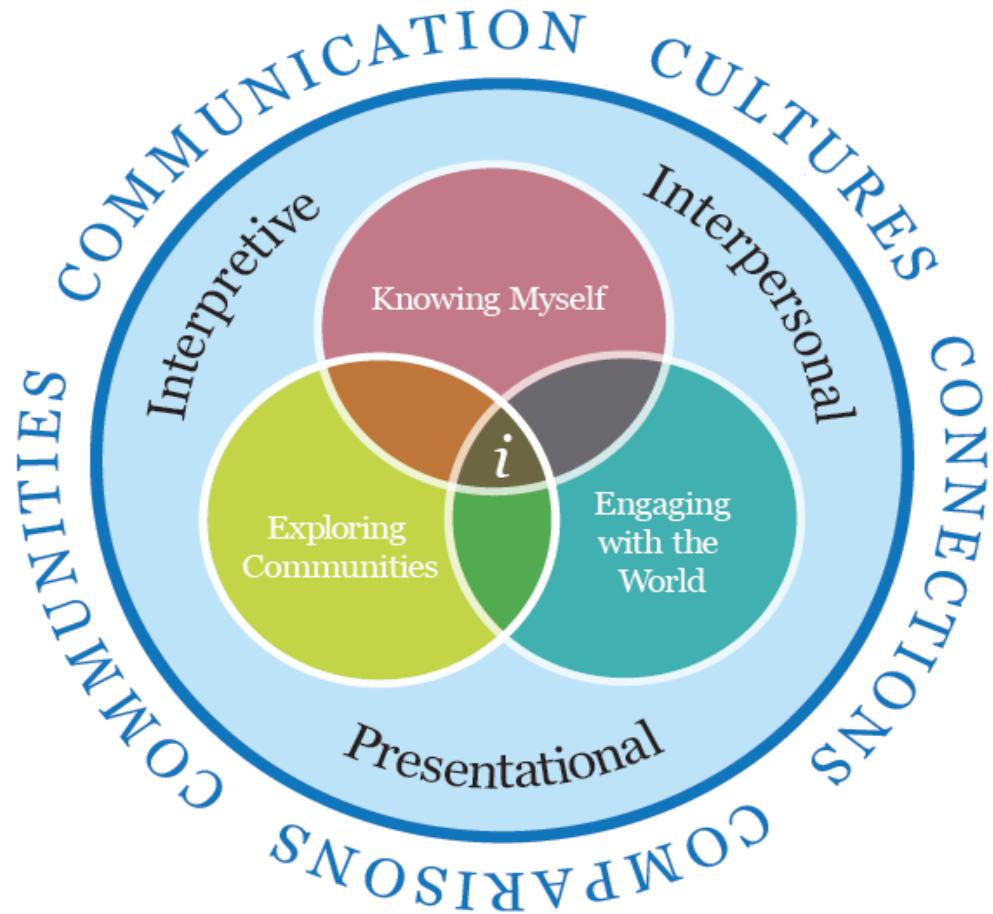 COMMUNICATION
CULTURES
CONNECTIONS
COMPARISONS
COMMUNITIES
Interpretive
Interpersonal
Presentational
Knowing Myself
Exploring
Communities
Engaging
with the
World
i